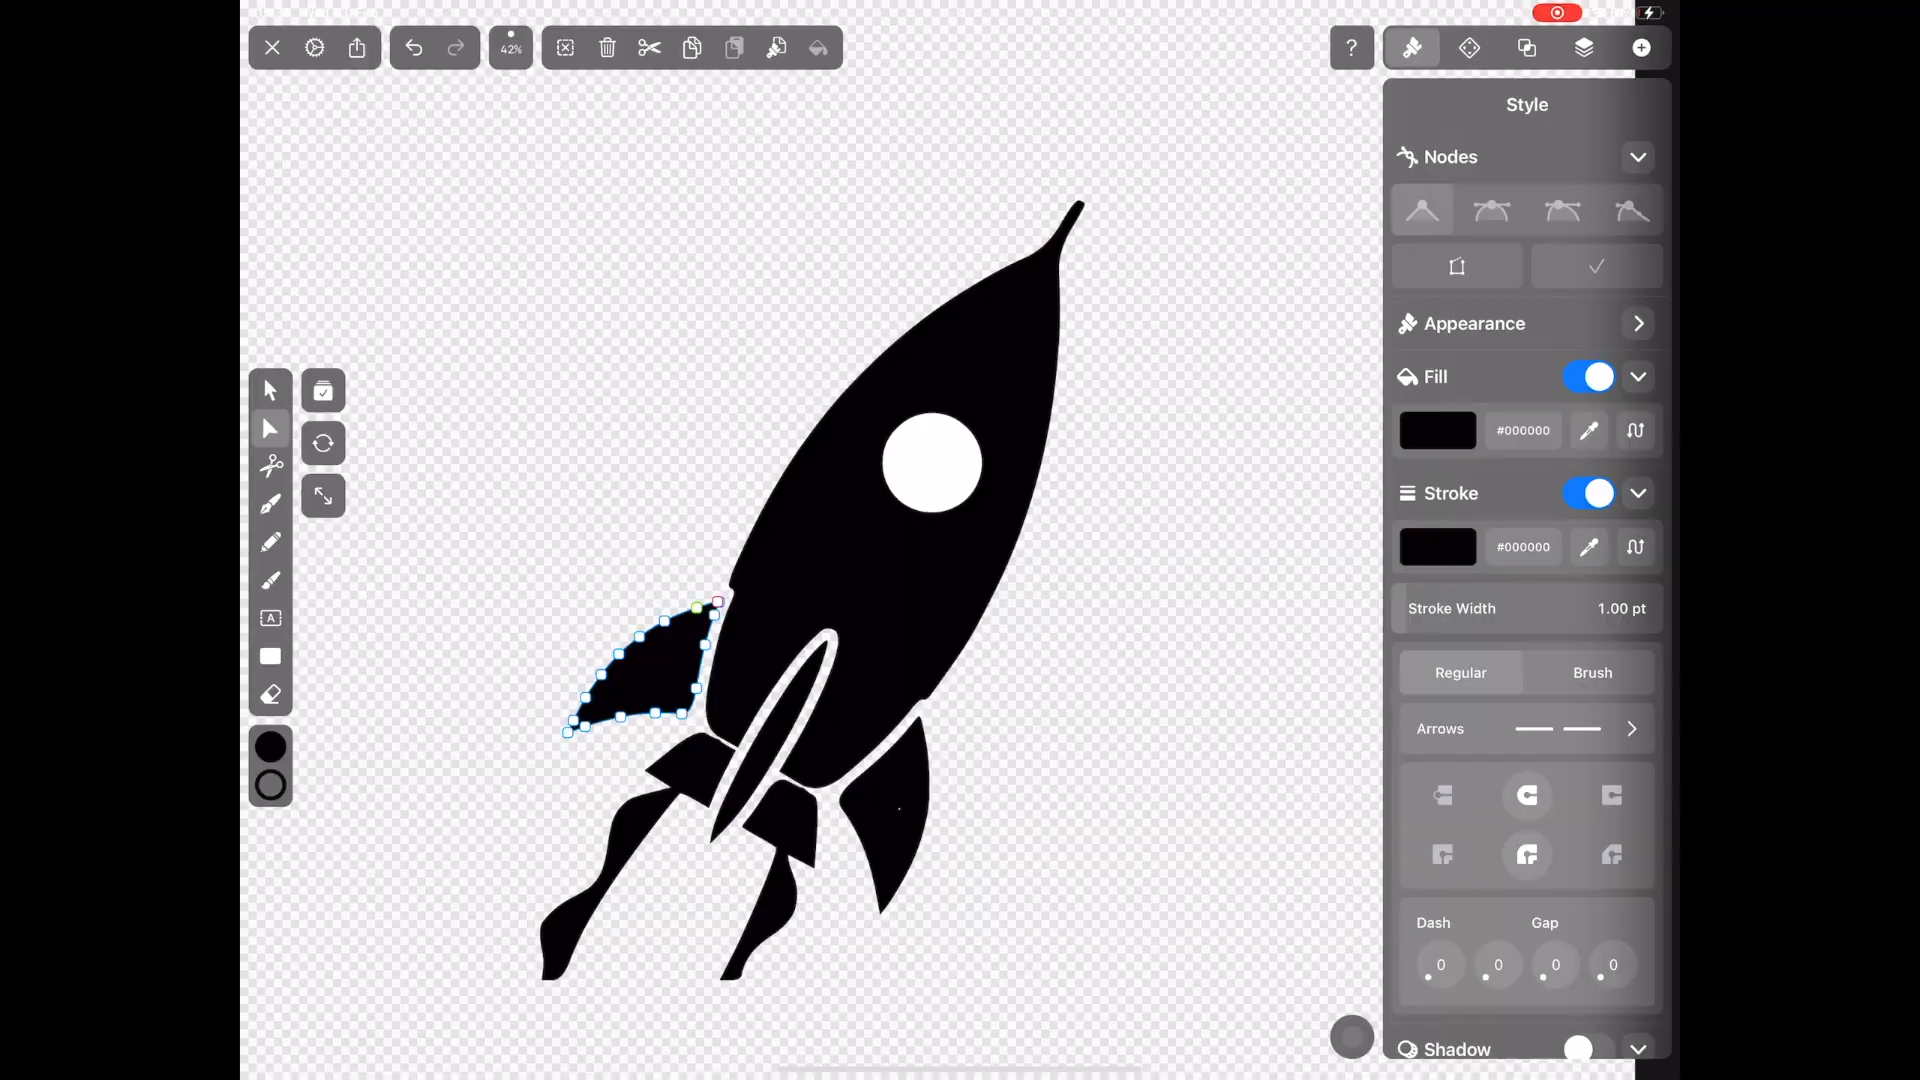 42%
?
Style
Nodes
Appearance
Fill
#000000
Stroke
#000000
Stroke Width 1.00 pt
Regular Brush
Arrows
Dash Gap
0 0 0 0
Shadow
A